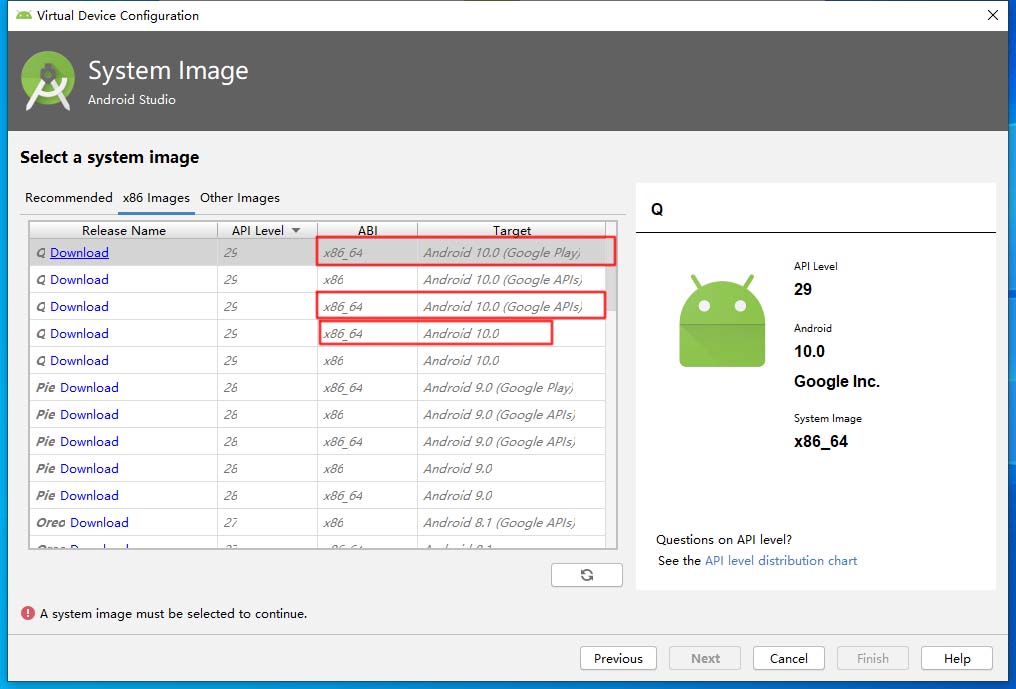 Virtual Device Configuration
System Image
Android Studio
Select a system image
Recommended x86 Images Other Images
Release Name API Level ABI Target
Q Download 29 x86_64 Android 10.0 (Google Play)
Q Download 29 x86 Android 10.0 (Google APIs)
Q Download 29 x86_64 Android 10.0 (Google APIs)
Q Download 29 x86_64 Android 10.0
Q Download 29 x86 Android 10.0
Pie Download 28 x86_64 Android 9.0 (Google Play)
Pie Download 28 x86 Android 9.0 (Google APIs)
Pie Download 28 x86_64 Android 9.0 (Google APIs)
Pie Download 28 x86 Android 9.0
Pie Download 28 x86_64 Android 9.0
Oreo Download 27 x86 Android 8.1 (Google APIs)
Q
API Level
29
Android
10.0
Google Inc.
System Image
x86_64
Questions on API level?
See the API level distribution chart
A system image must be selected to continue.
Previous Next Cancel Finish Help